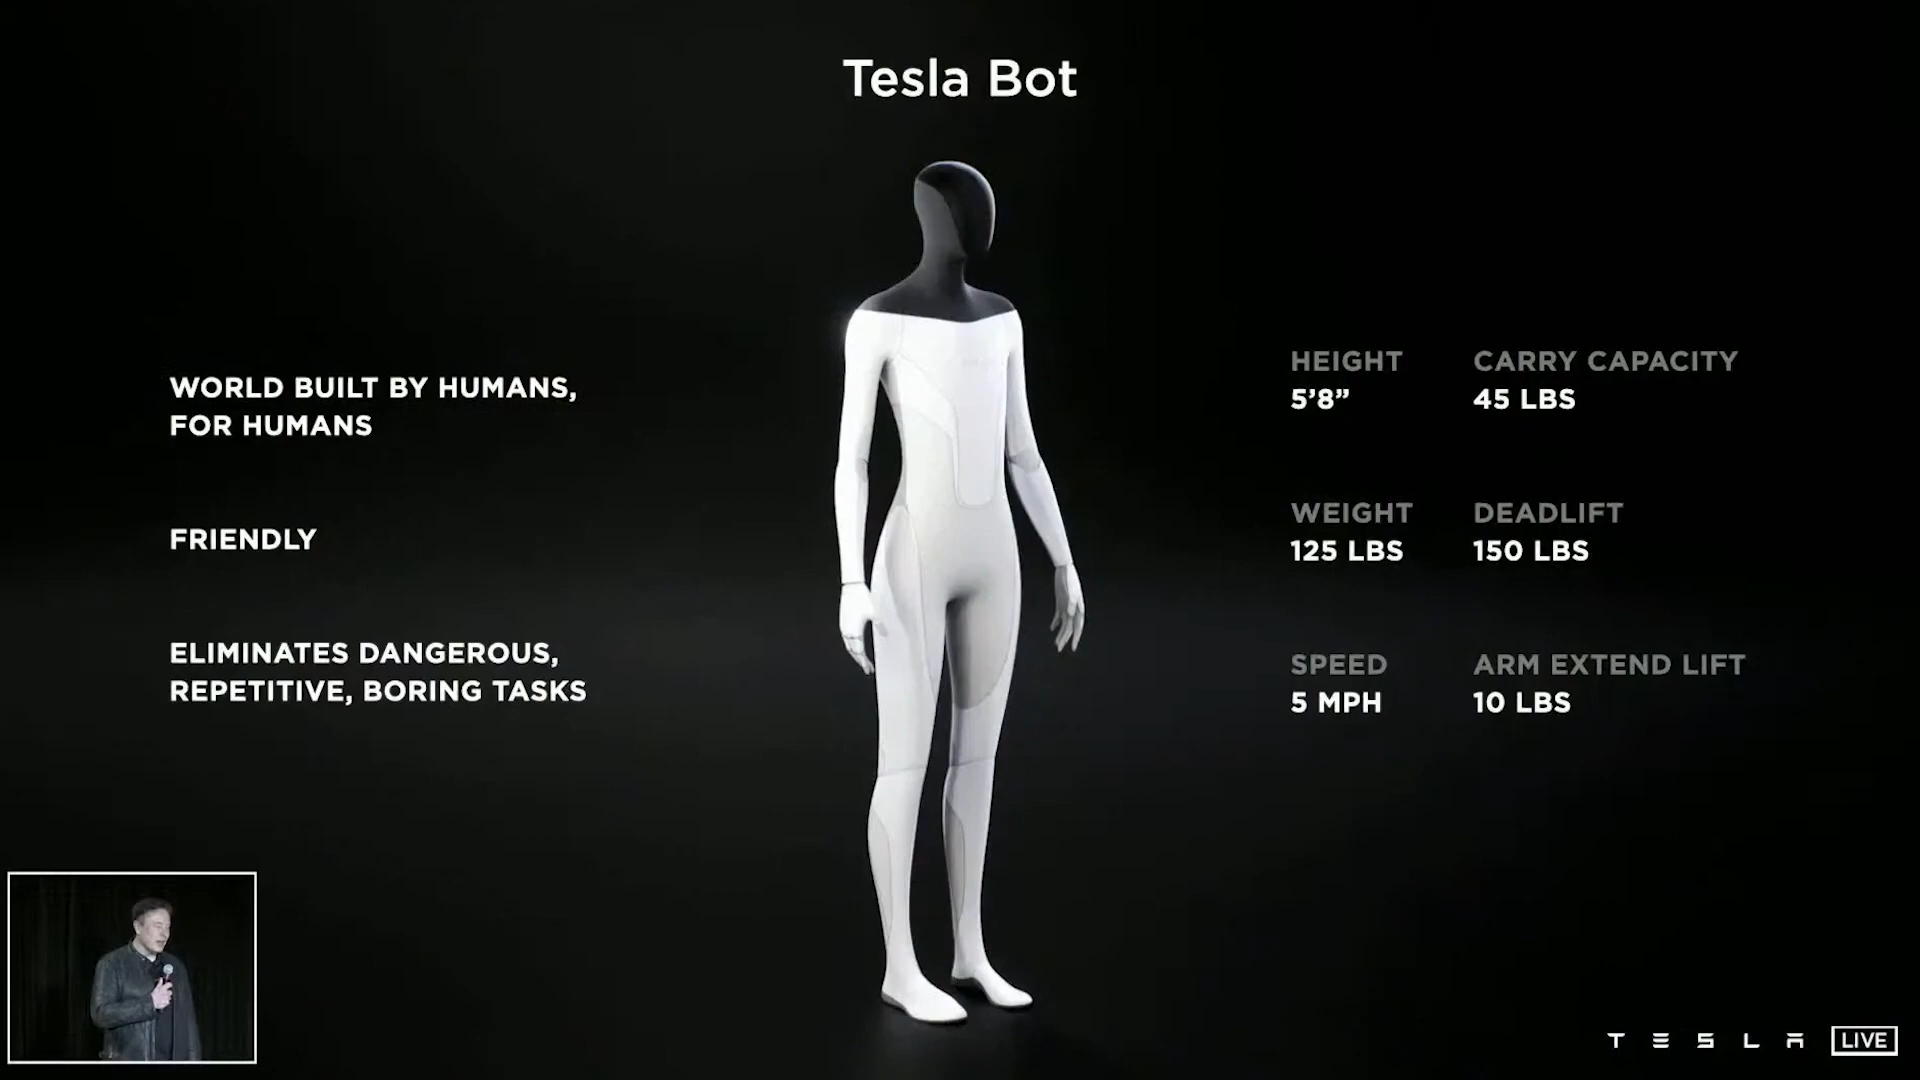 Tesla Bot
WORLD BUILT BY HUMANS,
FOR HUMANS
FRIENDLY
ELIMINATES DANGEROUS,
REPETITIVE, BORING TASKS
HEIGHT
5’8”
CARRY CAPACITY
45 LBS
WEIGHT
125 LBS
DEADLIFT
150 LBS
SPEED
5 MPH
ARM EXTEND LIFT
10 LBS
TESLA LIVE